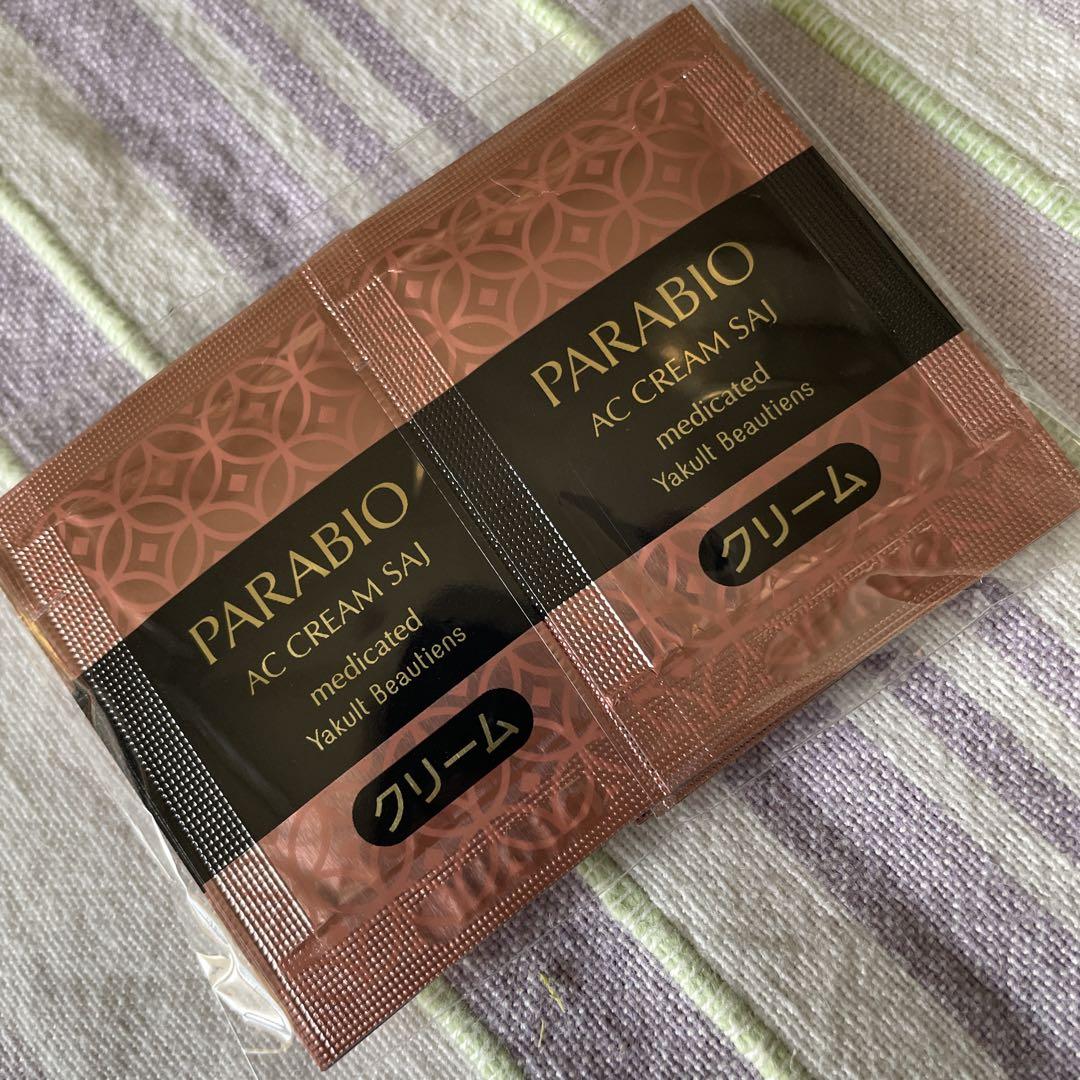 PARABIO
AC CREAM SAJ
medicated
Yakult Beautiens
クリーム
PARABIO
AC CREAM SAJ
medicated
Yakult Beautiens
クリーム